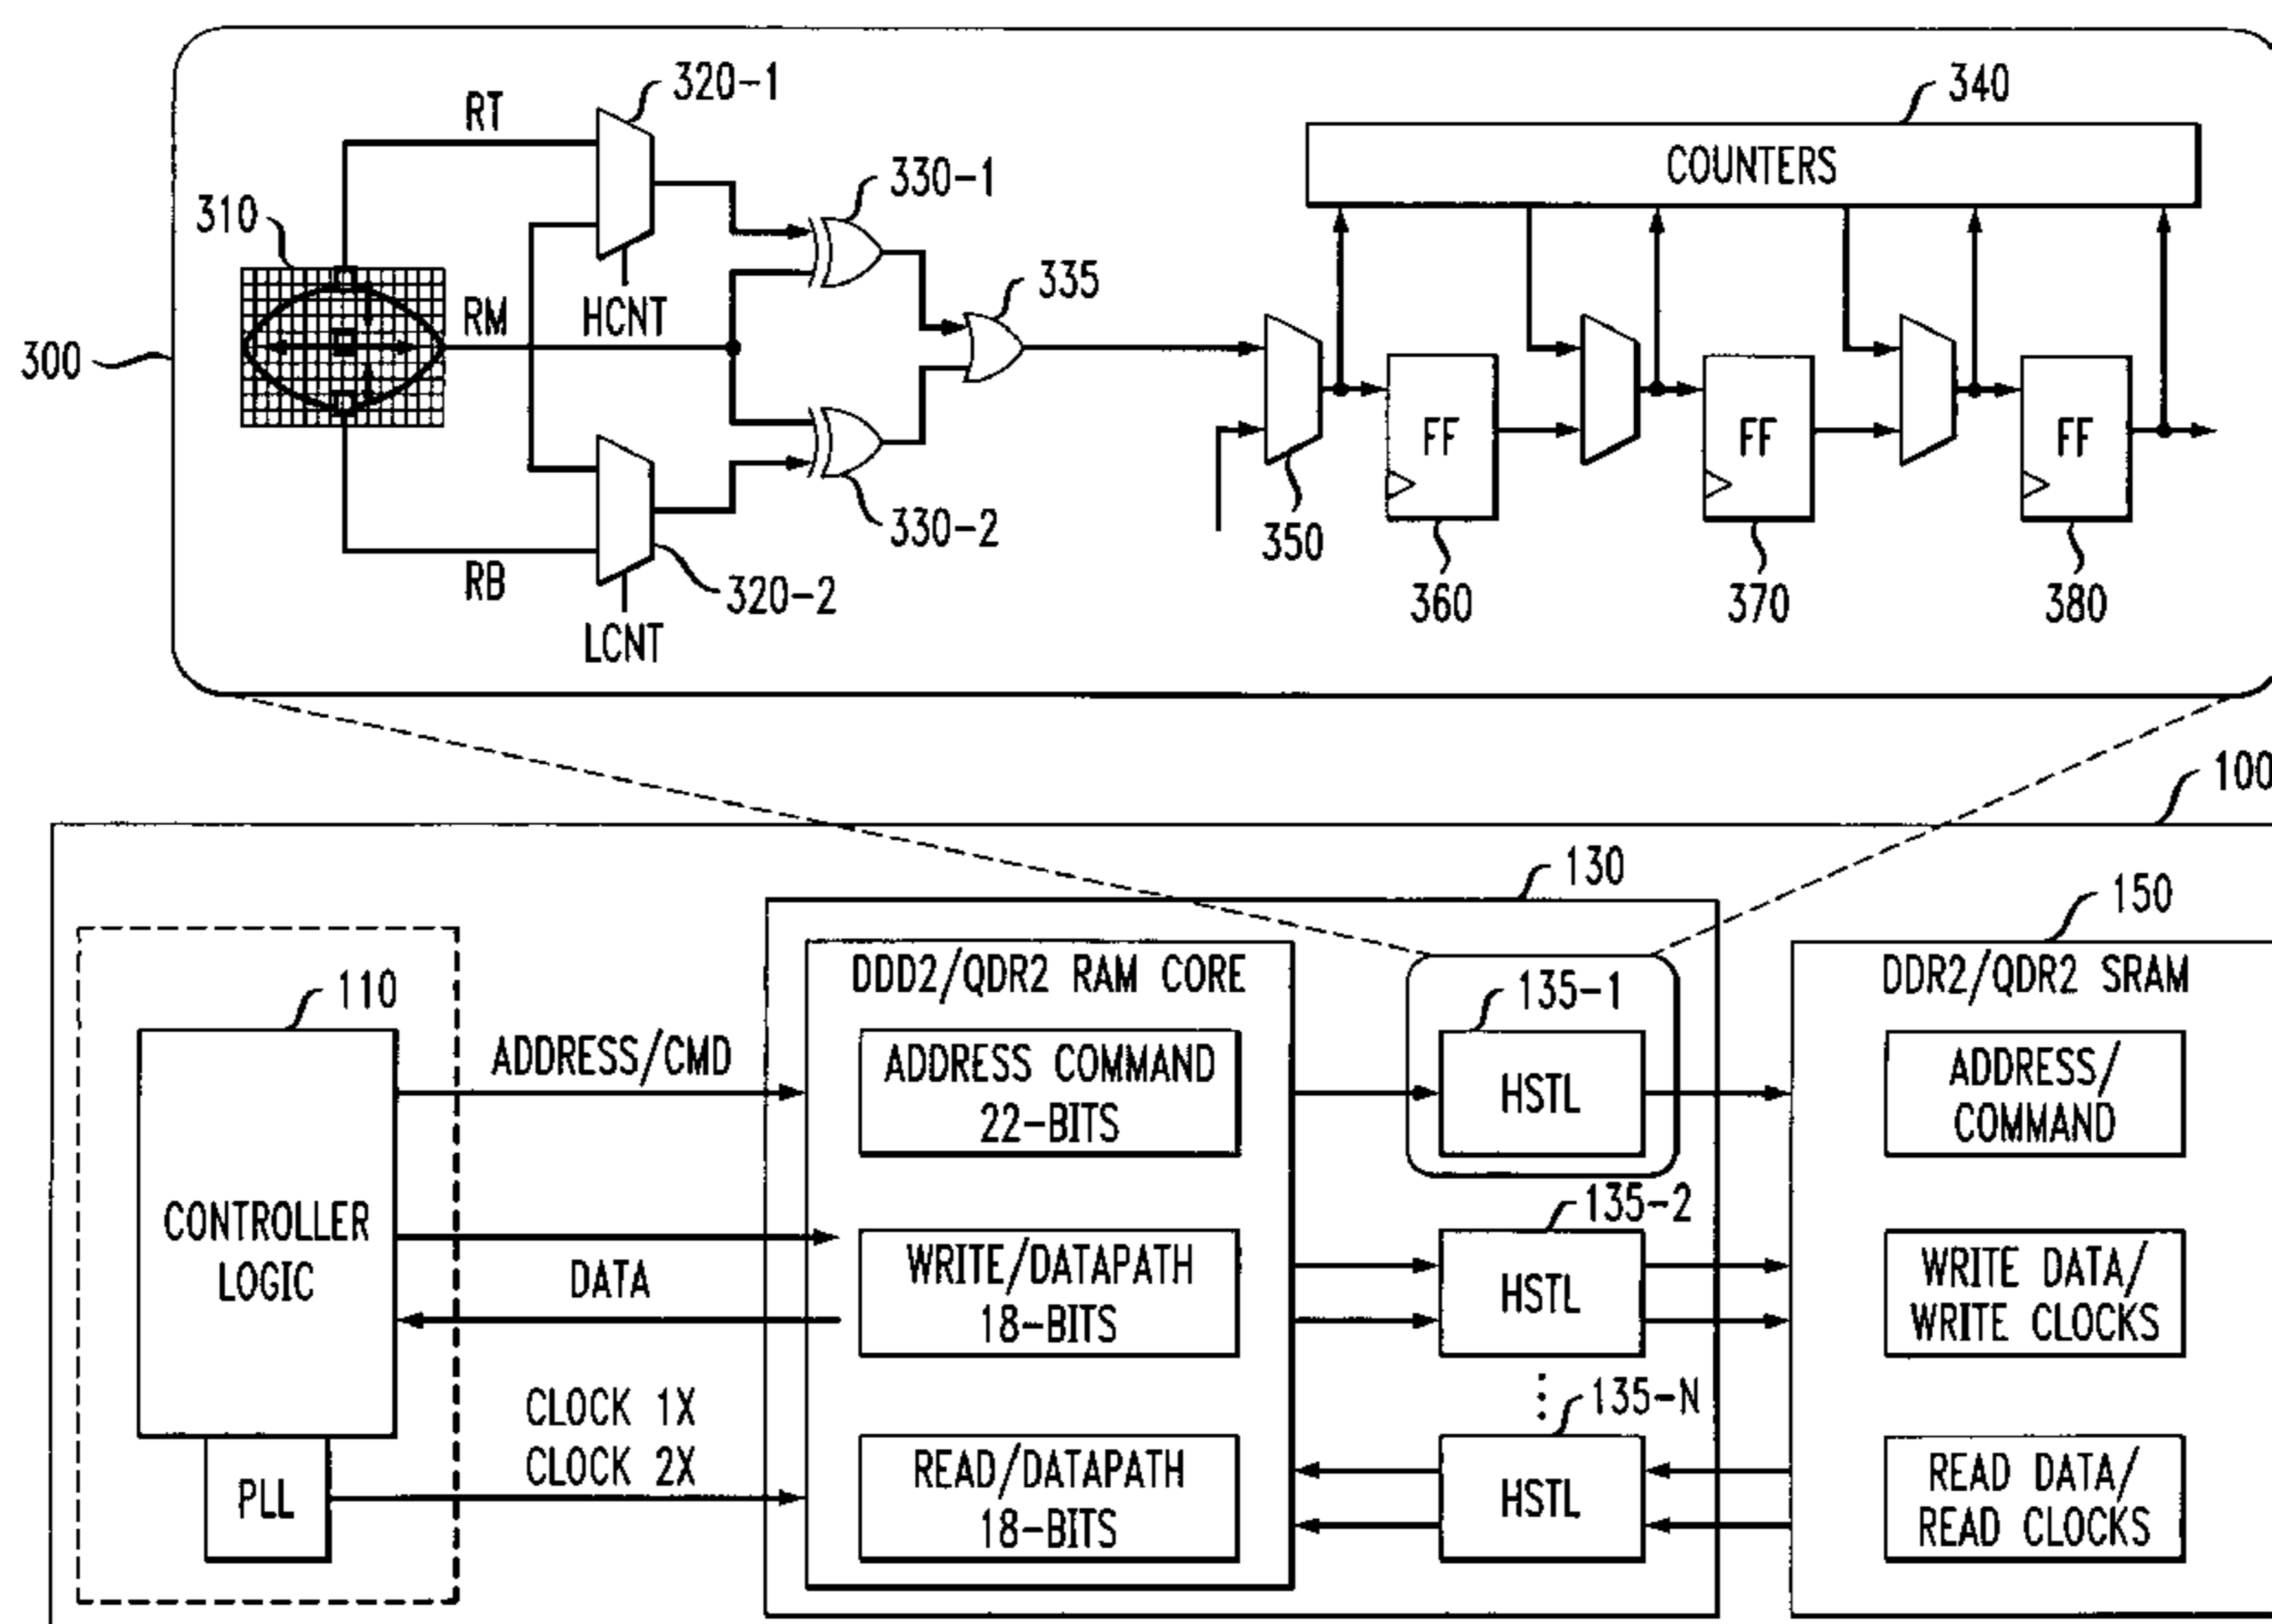 320-1
RT
340
COUNTERS
330-1
310
335
RM
HCNT
300
FF
FF
FF
350
330-2
RB
320-2
360
370
380
LCNT
100
130
150
DDD2/QDR2 RAM CORE
DDR2/QDR2 SRAM
110
135-1
ADDRESS/CMD
ADDRESS COMMAND
22-BITS
HSTL
ADDRESS/
COMMAND
135-2
CONTROLLER
LOGIC
DATA
WRITE/DATAPATH
18-BITS
HSTL
WRITE DATA/
WRITE CLOCKS
135-N
CLOCK 1X
CLOCK 2X
PLL
READ/DATAPATH
18-BITS
HSTL
READ DATA/
READ CLOCKS